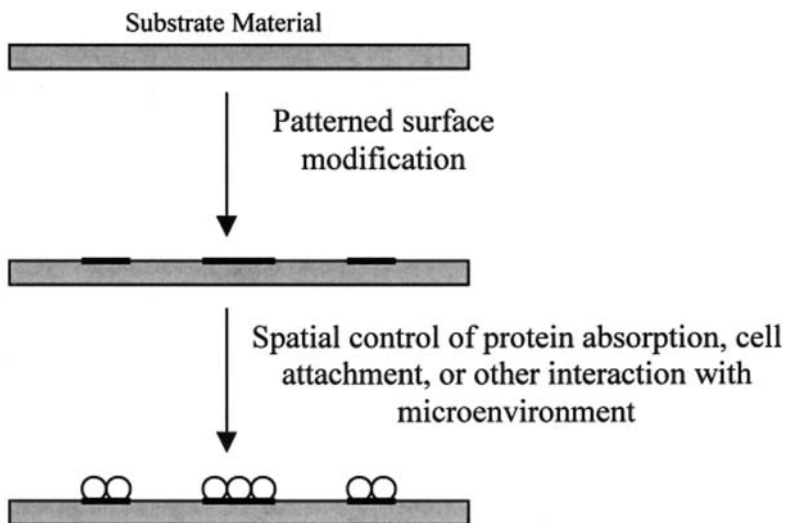 Substrate Material
Patterned surface
modification
Spatial control of protein absorption, cell
attachment, or other interaction with
microenvironment